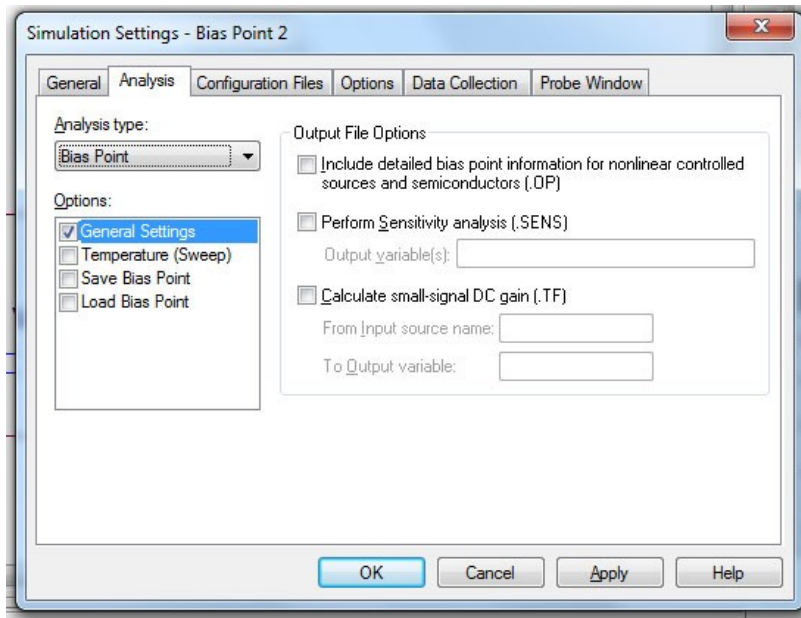 Simulation Settings - Bias Point 2
General
Analysis
Configuration Files
Options
Data Collection
Probe Window
Analysis type:
Bias Point
Options:
General Settings
Temperature (Sweep)
Save Bias Point
Load Bias Point
Output File Options
Include detailed bias point information for nonlinear controlled
sources and semiconductors (.OP)
Perform Sensitivity analysis (.SENS)
Output variable(s):
Calculate small-signal DC gain (.TF)
From Input source name:
To Output variable:
OK
Cancel
Apply
Help